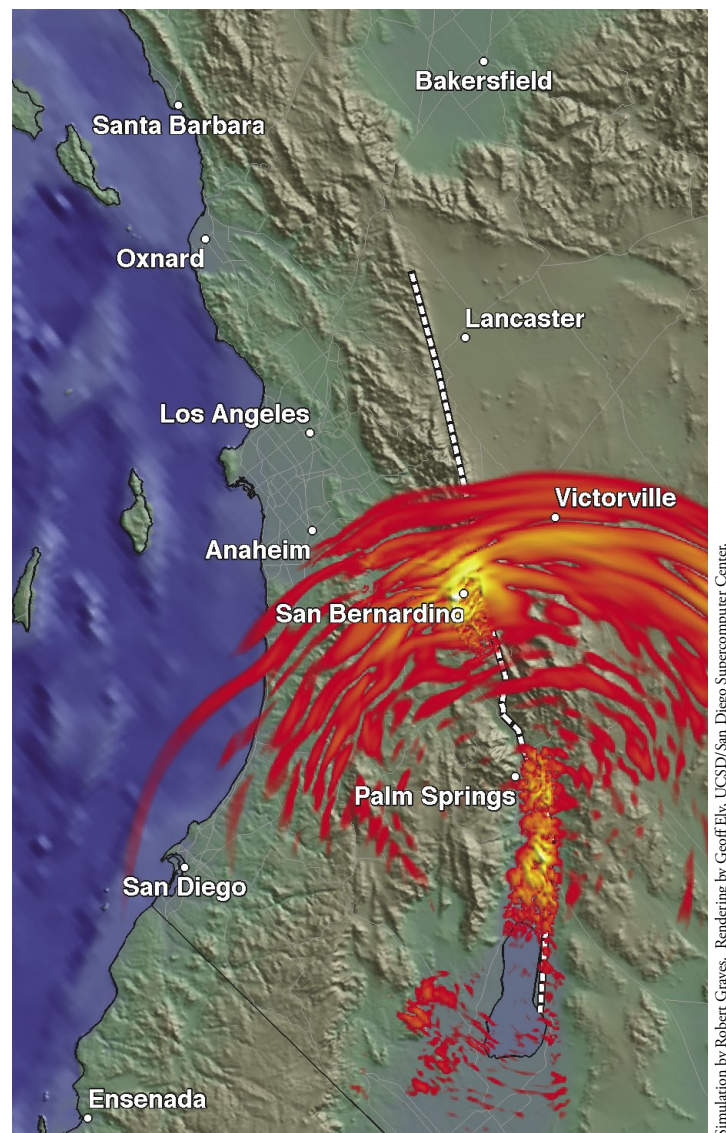 Bakersfield
Santa Barbara
Oxnard
Lancaster
Los Angeles
Victorville
Anaheim
San Bernardino
Palm Springs
San Diego
Ensenada
Simulation by Robert Graves. Rendering by Geoff Ely, UCSD/San Diego Supercomputer Center.